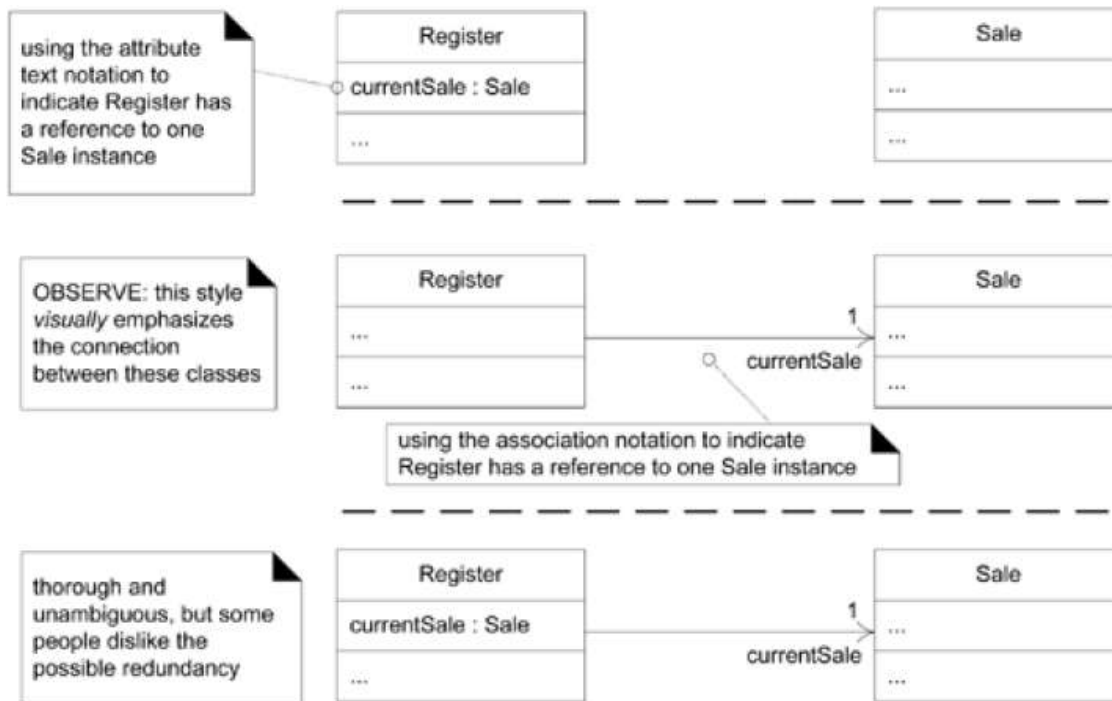 using the attribute
text notation to
indicate Register has
a reference to one
Sale instance
Register
currentSale : Sale
...
Sale
...
...
OBSERVE: this style
visually emphasizes
the connection
between these classes
Register
...
...
1
currentSale
Sale
...
...
using the association notation to indicate
Register has a reference to one Sale instance
thorough and
unambiguous, but some
people dislike the
possible redundancy
Register
currentSale : Sale
...
1
currentSale
Sale
...
...